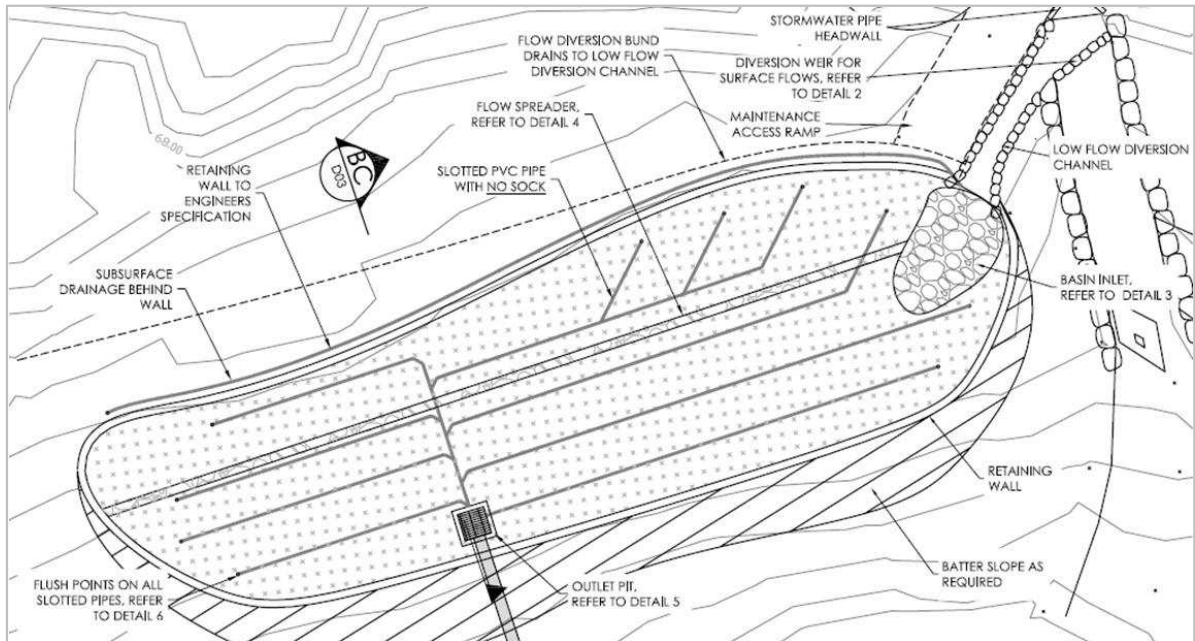 STORMWATER PIPE
HEADWALL
FLOW DIVERSION BUND
DRAINS TO LOW FLOW
DIVERSION CHANNEL
DIVERSION WEIR FOR
SURFACE FLOWS, REFER
TO DETAIL 2
FLOW SPREADER,
REFER TO DETAIL 4
MAINTENANCE
ACCESS RAMP
68.00
RETAINING
WALL TO
ENGINEERS
SPECIFICATION
BC
D03
SLOTTED PVC PIPE
WITH NO SOCK
LOW FLOW DIVERSION
CHANNEL
SUBSURFACE
DRAINAGE BEHIND
WALL
BASIN INLET,
REFER TO DETAIL 3
RETAINING
WALL
BATTER SLOPE AS
REQUIRED
FLUSH POINTS ON ALL
SLOTTED PIPES, REFER
TO DETAIL 6
OUTLET PIT,
REFER TO DETAIL 5